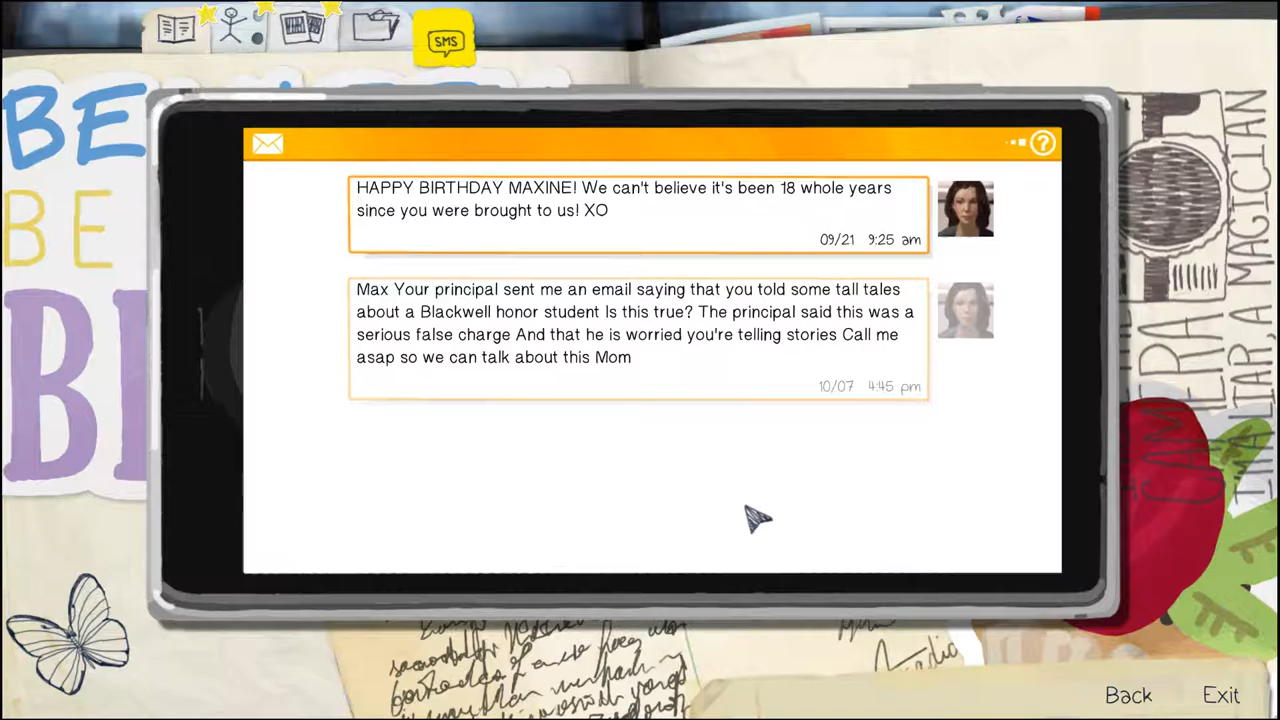 SMS
BE
BE
HAPPY BIRTHDAY MAXINE! We can't believe it's been 18 whole years
since you were brought to us! XO
09/21 9:25 am
Max Your principal sent me an email saying that you told some tall tales
about a Blackwell honor student Is this true? The principal said this was a
serious false charge And that he is worried you're telling stories Call me
asap so we can talk about this Mom
10/07 4:45 pm
?
CAMERA
LIAR, A MAGICIAN
Back Exit